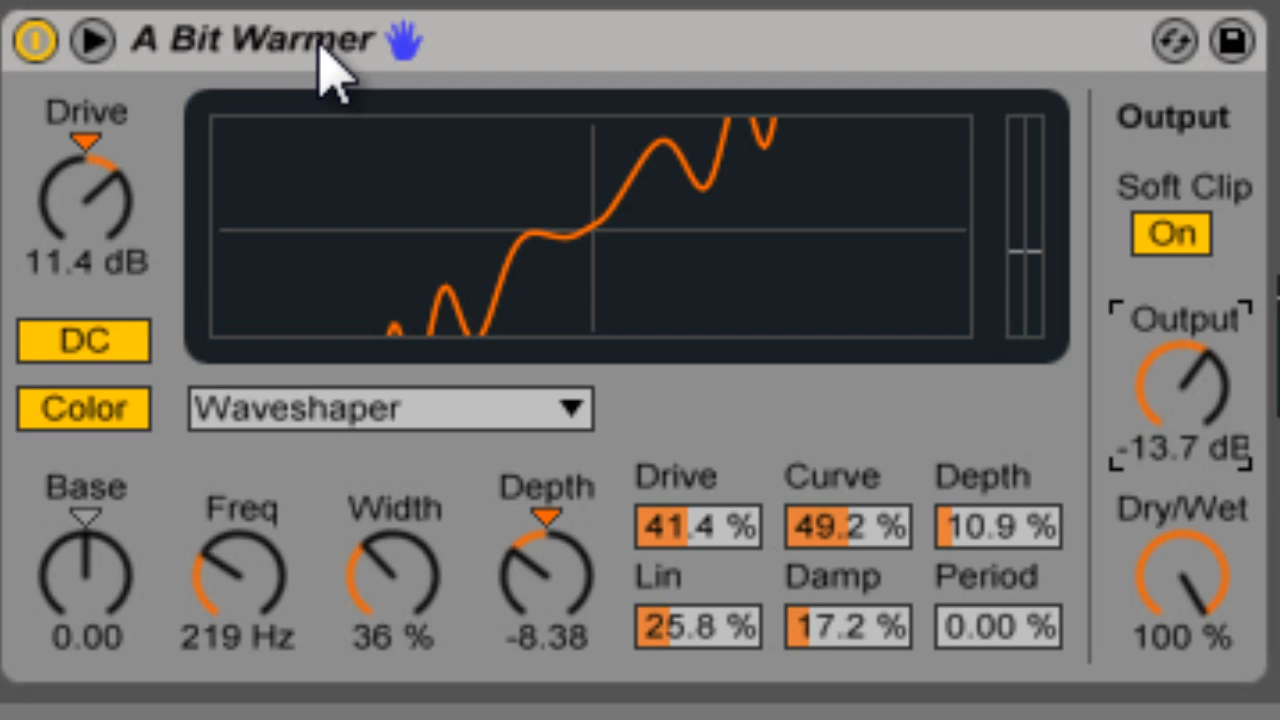 A Bit Warmer
Drive
11.4 dB
DC
Color
Waveshaper
Base
0.00
Freq
219 Hz
Width
36 %
Depth
-8.38
Drive Curve Depth
41.4 % 49.2 % 10.9 %
Lin Damp Period
25.8 % 17.2 % 0.00 %
Output
Soft Clip
On
Output
-13.7 dB
Dry/Wet
100 %